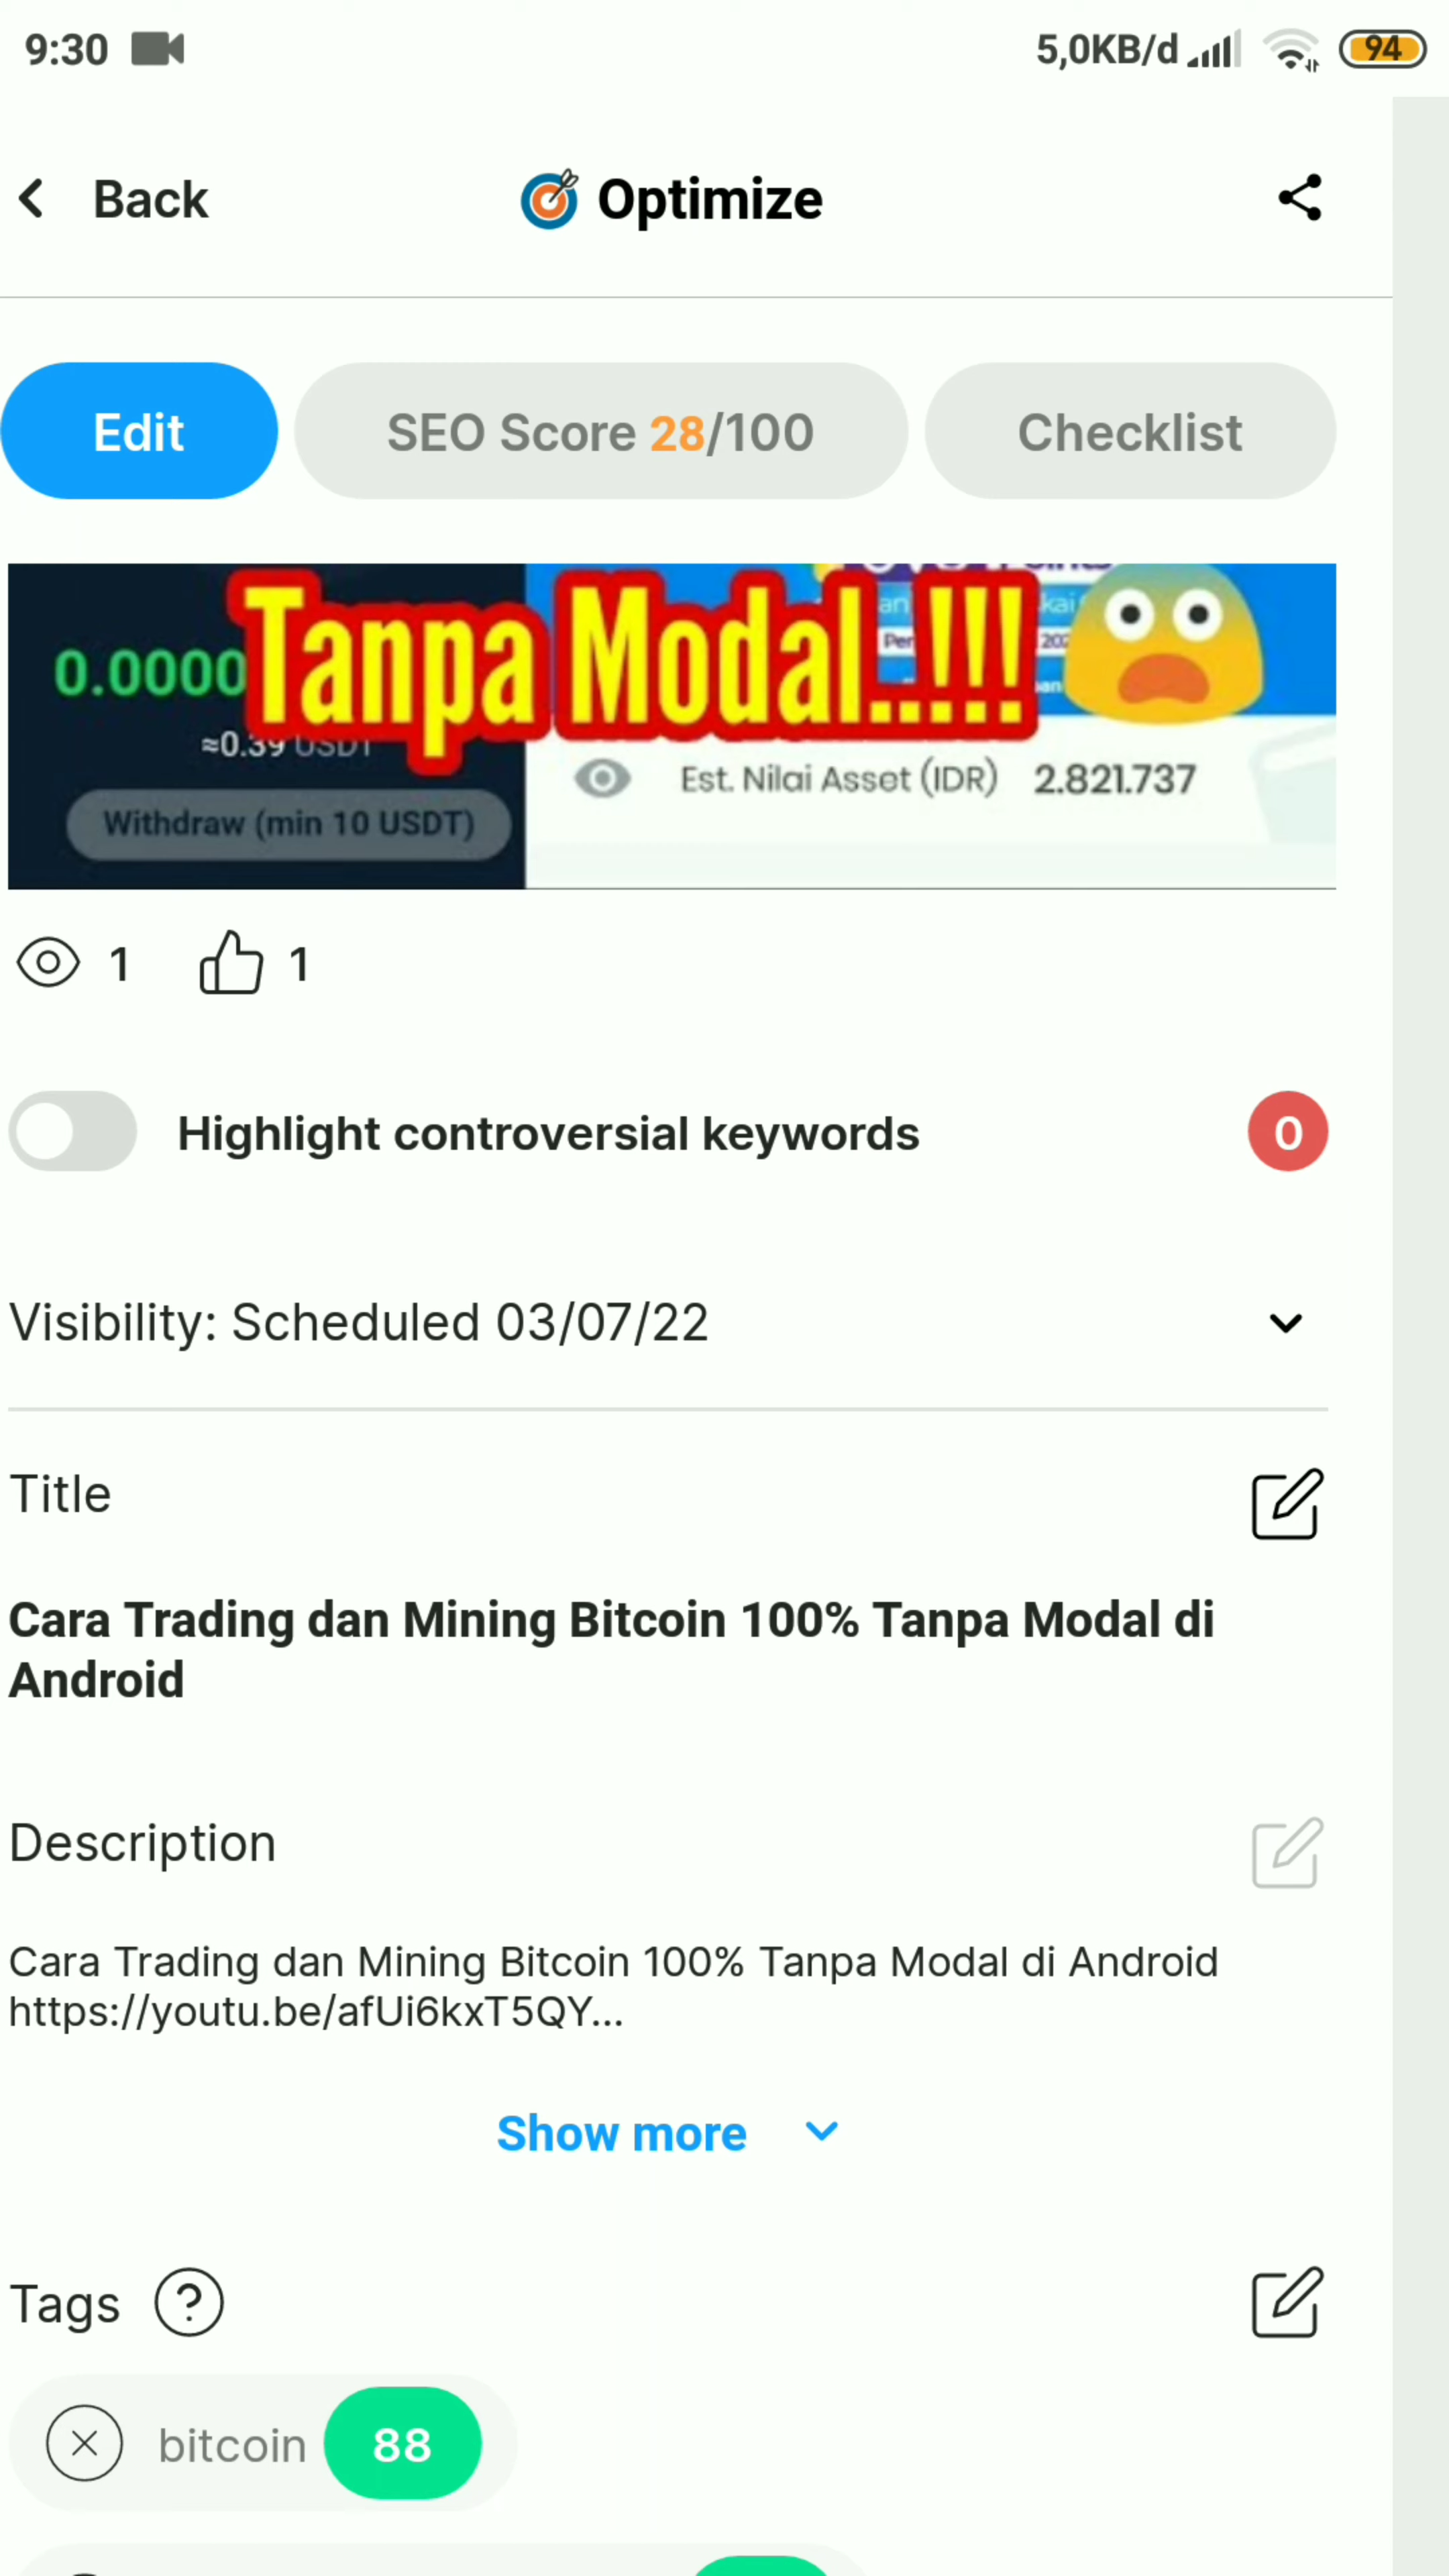 9:30
5,0KB/d
94
Back
Optimize
Edit
SEO Score 28/100
Checklist
Tanpa Modal..!!!
0.0000
≈0.39 USDT
Withdraw (min 10 USDT)
Est. Nilai Asset (IDR) 2.821.737
1
1
Highlight controversial keywords
0
Visibility: Scheduled 03/07/22
Title
Cara Trading dan Mining Bitcoin 100% Tanpa Modal di
Android
Description
Cara Trading dan Mining Bitcoin 100% Tanpa Modal di Android
https://youtu.be/afUi6kxT5QY...
Show more
Tags ?
bitcoin 88